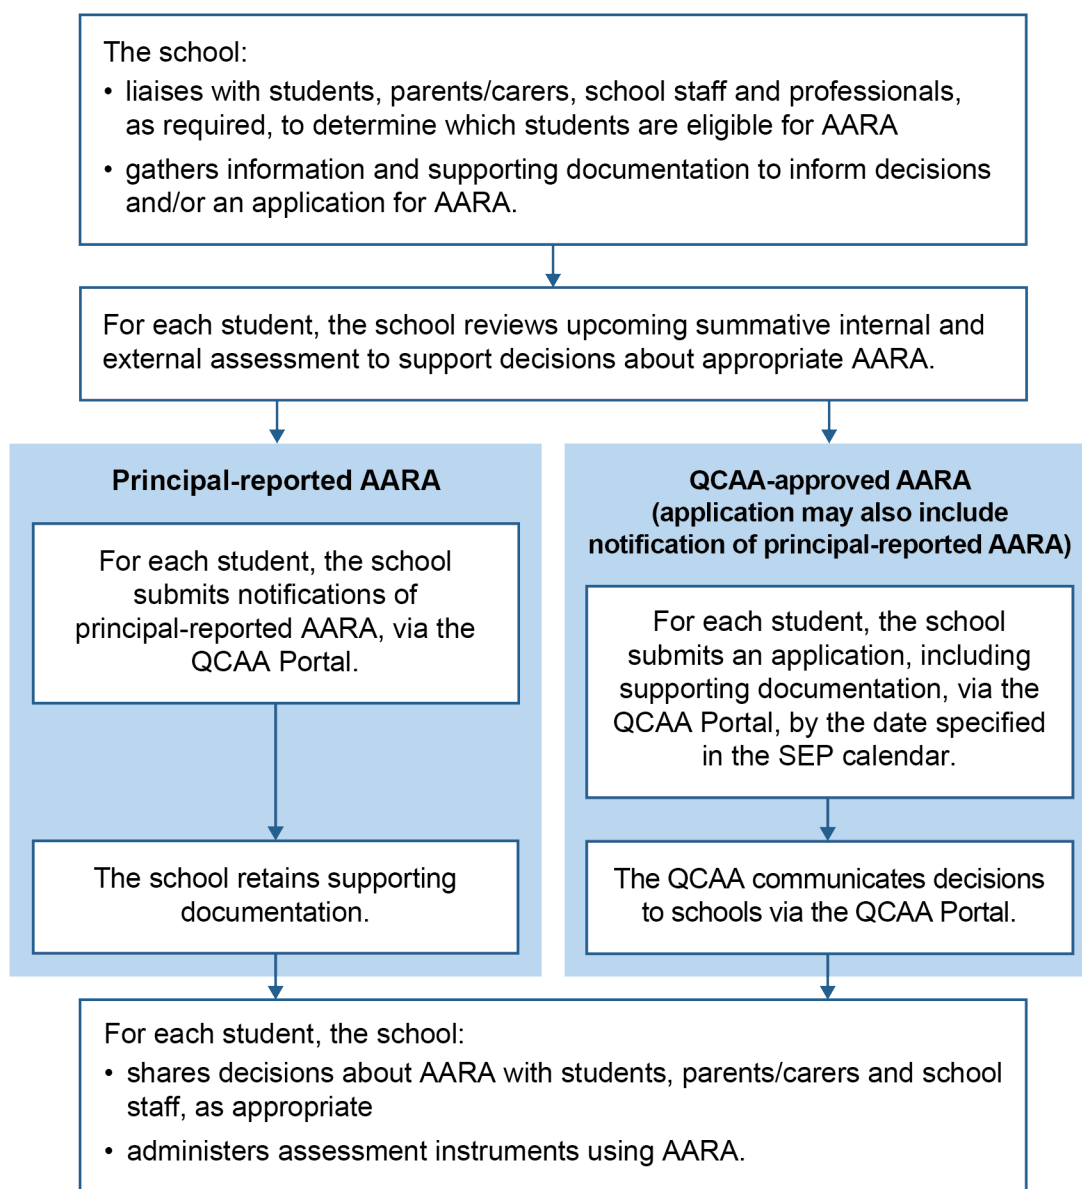 The school:
• liaises with students, parents/carers, school staff and professionals,
as required, to determine which students are eligible for AARA
• gathers information and supporting documentation to inform decisions
and/or an application for AARA.
For each student, the school reviews upcoming summative internal and
external assessment to support decisions about appropriate AARA.
Principal-reported AARA
For each student, the school
submits notifications of
principal-reported AARA, via the
QCAA Portal.
The school retains supporting
documentation.
QCAA-approved AARA
(application may also include
notification of principal-reported AARA)
For each student, the school
submits an application, including
supporting documentation, via the
QCAA Portal, by the date specified
in the SEP calendar.
The QCAA communicates decisions
to schools via the QCAA Portal.
For each student, the school:
• shares decisions about AARA with students, parents/carers and school
staff, as appropriate
• administers assessment instruments using AARA.